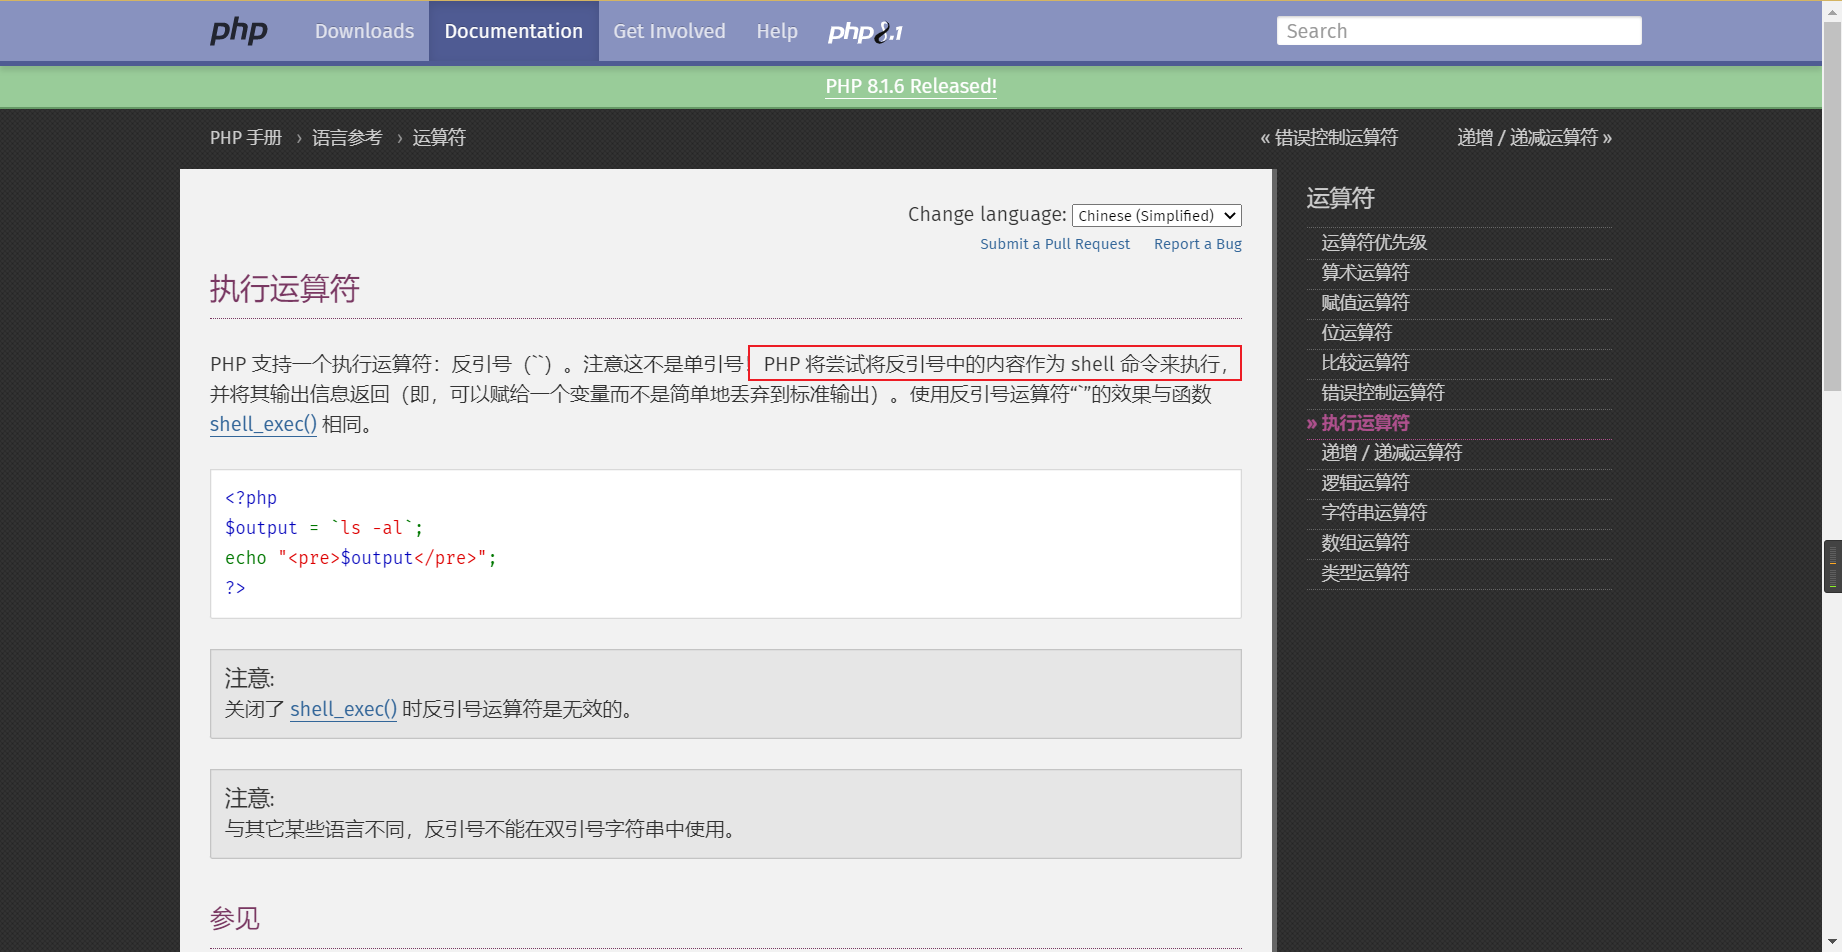 php
Downloads
Documentation
Get Involved
Help
php8.1
Search
PHP 8.1.6 Released!
PHP 手册 › 语言参考 › 运算符
« 错误控制运算符
递增 / 递减运算符 »
Change language: Chinese (Simplified)
Submit a Pull Request
Report a Bug
执行运算符
PHP 支持一个执行运算符：反引号（``）。注意这不是单引号！PHP 将尝试将反引号中的内容作为 shell 命令来执行，
并将其输出信息返回（即，可以赋给一个变量而不是简单地丢弃到标准输出）。使用反引号运算符“`”的效果与函数
shell_exec() 相同。
<?php
$output = `ls -al`;
echo "<pre>$output</pre>";
?>
注意:
关闭了 shell_exec() 时反引号运算符是无效的。
注意:
与其它某些语言不同，反引号不能在双引号字符串中使用。
参见
运算符
运算符优先级
算术运算符
赋值运算符
位运算符
比较运算符
错误控制运算符
» 执行运算符
递增 / 递减运算符
逻辑运算符
字符串运算符
数组运算符
类型运算符